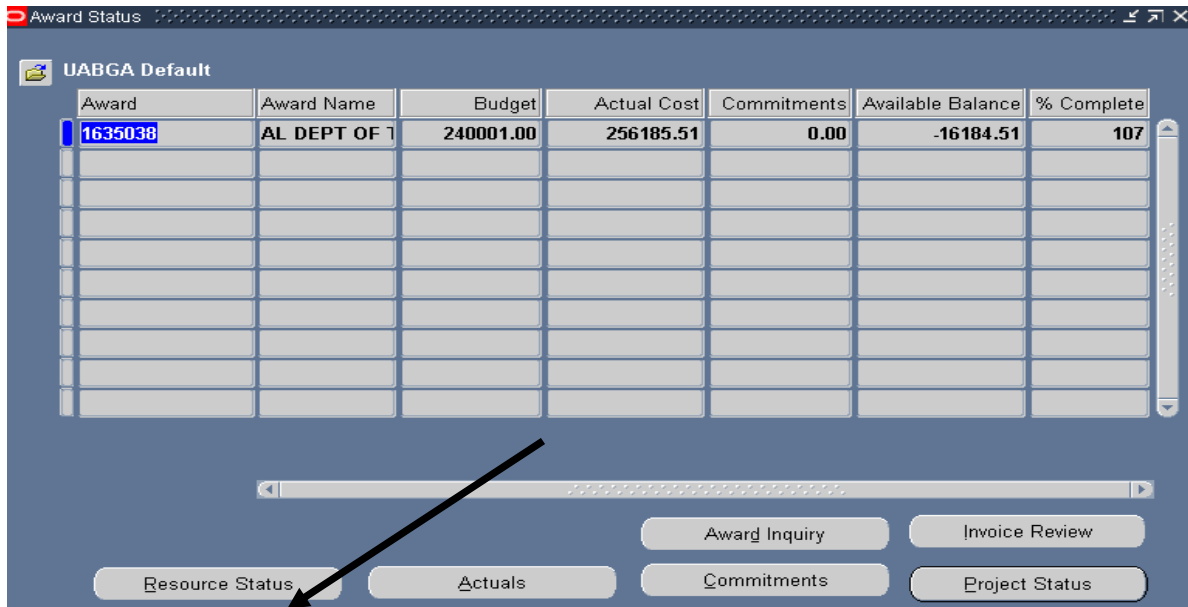 Award Status
UABGA Default
Award Award Name Budget Actual Cost Commitments Available Balance % Complete
1635038 AL DEPT OF T 240001.00 256185.51 0.00 -16184.51 107
Award Inquiry Invoice Review
Resource Status Actuals Commitments Project Status